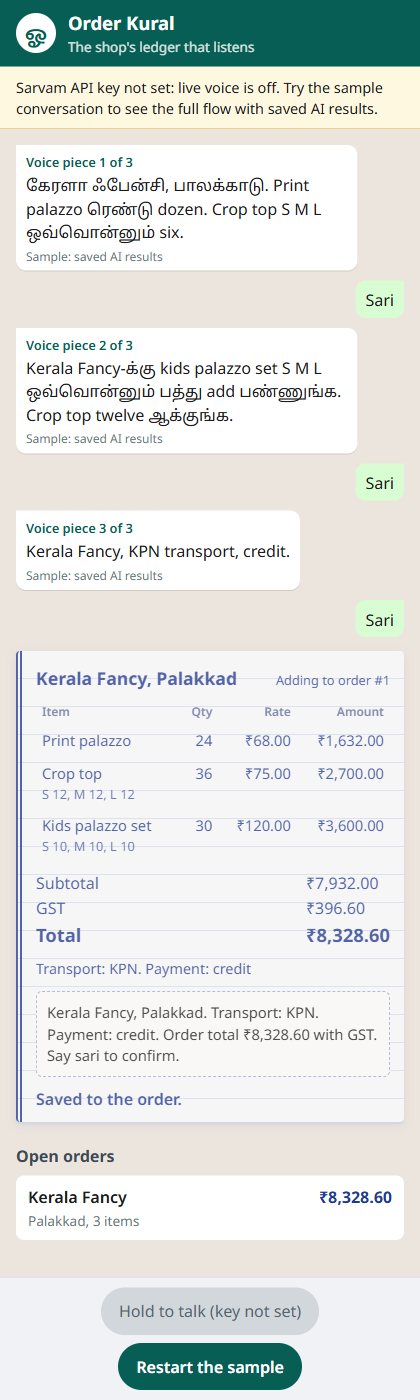 ஒ
Order Kural
The shop's ledger that listens
Sarvam API key not set: live voice is off. Try the sample
conversation to see the full flow with saved AI results.
Voice piece 1 of 3
கேரளா ஃபேன்சி, பாலக்காடு. Print
palazzo ரெண்டு dozen. Crop top S M L
ஒவ்வொன்னும் six.
Sample: saved AI results
Sari
Voice piece 2 of 3
Kerala Fancy-க்கு kids palazzo set S M L
ஒவ்வொன்னும் பத்து add பண்ணுங்க.
Crop top twelve ஆக்குங்க.
Sample: saved AI results
Sari
Voice piece 3 of 3
Kerala Fancy, KPN transport, credit.
Sample: saved AI results
Sari
Kerala Fancy, Palakkad Adding to order #1
Item Qty Rate Amount
Print palazzo 24 ₹68.00 ₹1,632.00
Crop top 36 ₹75.00 ₹2,700.00
S 12, M 12, L 12
Kids palazzo set 30 ₹120.00 ₹3,600.00
S 10, M 10, L 10
Subtotal ₹7,932.00
GST ₹396.60
Total ₹8,328.60
Transport: KPN. Payment: credit
Kerala Fancy, Palakkad. Transport: KPN.
Payment: credit. Order total ₹8,328.60 with GST.
Say sari to confirm.
Saved to the order.
Open orders
Kerala Fancy ₹8,328.60
Palakkad, 3 items
Hold to talk (key not set)
Restart the sample